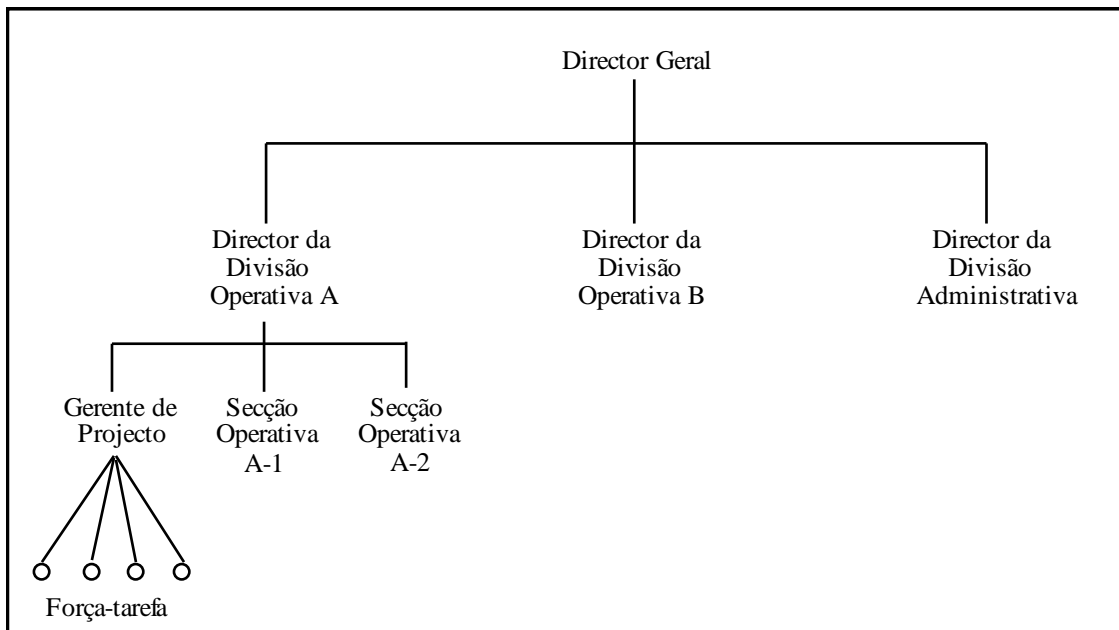 Director Geral
Director da
Divisão
Operativa A
Director da
Divisão
Operativa B
Director da
Divisão
Administrativa
Gerente de
Projecto
Secção
Operativa
A-1
Secção
Operativa
A-2
Força-tarefa